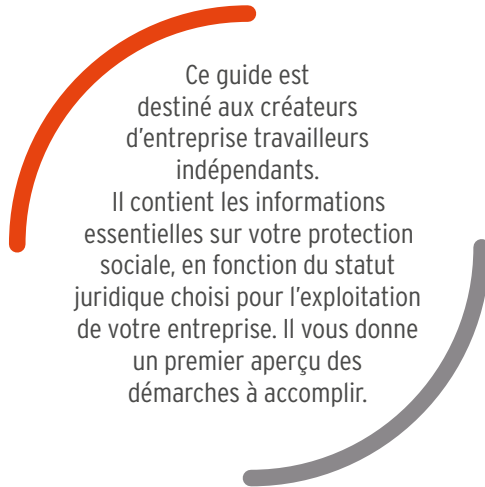 Ce guide est
destiné aux créateurs
d'entreprise travailleurs
indépendants.
Il contient les informations
essentielles sur votre protection
sociale, en fonction du statut
juridique choisi pour l'exploitation
de votre entreprise. Il vous donne
un premier aperçu des
démarches à accomplir.